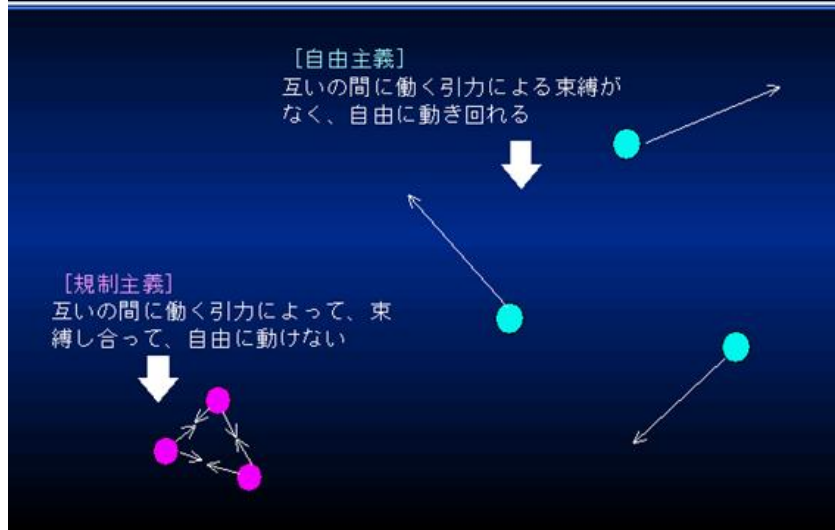 [自由主義]
互いの間に働く引力による束縛が
なく、自由に動き回れる
[規制主義]
互いの間に働く引力によって、束
縛し合って、自由に動けない